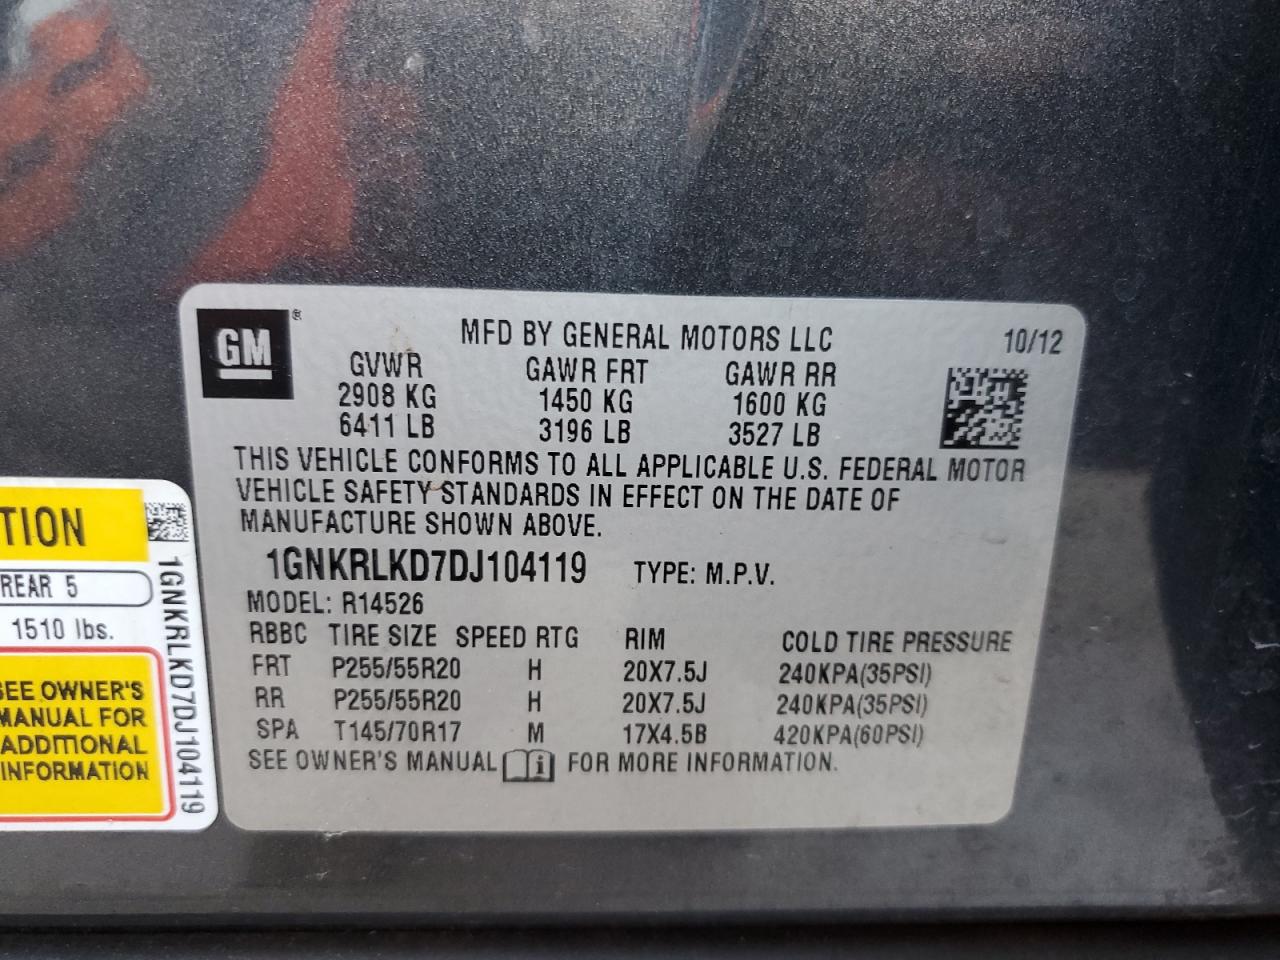 GM ®
MFD BY GENERAL MOTORS LLC 10/12
GVWR GAWR FRT GAWR RR
2908 KG 1450 KG 1600 KG
6411 LB 3196 LB 3527 LB
THIS VEHICLE CONFORMS TO ALL APPLICABLE U.S. FEDERAL MOTOR
VEHICLE SAFETY STANDARDS IN EFFECT ON THE DATE OF
MANUFACTURE SHOWN ABOVE.
1GNKRLKD7DJ104119 TYPE: M.P.V.
MODEL: R14526
RBBC TIRE SIZE SPEED RTG RIM COLD TIRE PRESSURE
FRT P255/55R20 H 20X7.5J 240KPA(35PSI)
RR P255/55R20 H 20X7.5J 240KPA(35PSI)
SPA T145/70R17 M 17X4.5B 420KPA(60PSI)
SEE OWNER'S MANUAL i FOR MORE INFORMATION.
TION
REAR 5
1510 lbs.
SEE OWNER'S
MANUAL FOR
ADDITIONAL
INFORMATION
1GNKRLKD7DJ104119